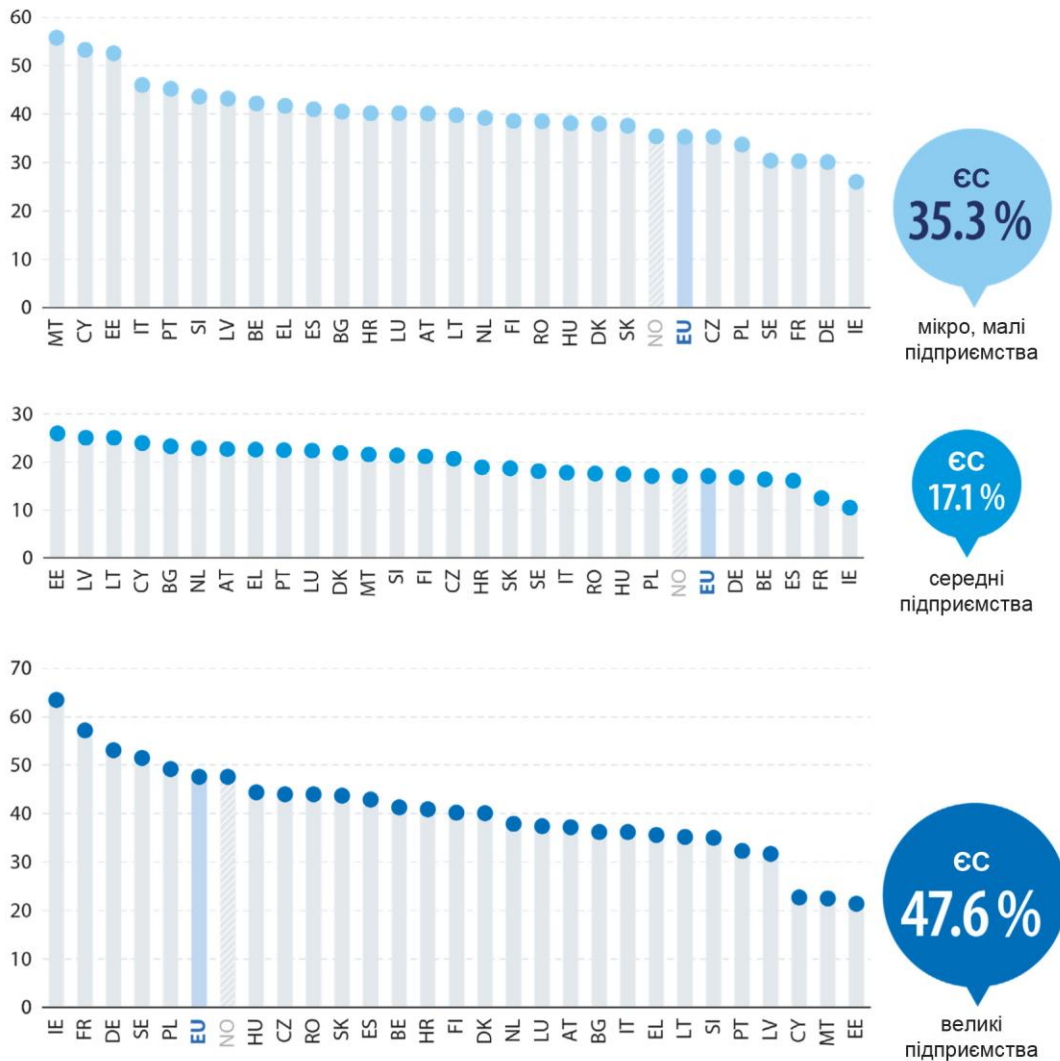 60
50
40
30
20
10
0
MT CY EE IT PT SI LV BE EL ES BG HR LU AT LT NL FI RO HU DK SK NO EU CZ PL SE FR DE IE
ЄС
35.3 %
мікро, малі
підприємства
30
20
10
0
EE LV LT CY BG NL AT EL PT LU DK MT SI FI CZ HR SK SE IT RO HU PL NO EU DE BE ES FR IE
ЄС
17.1 %
середні
підприємства
70
60
50
40
30
20
10
0
IE FR DE SE PL EU NO HU CZ RO SK ES BE HR FI DK NL LU AT BG IT EL LT SI PT LV CY MT EE
ЄС
47.6 %
великі
підприємства